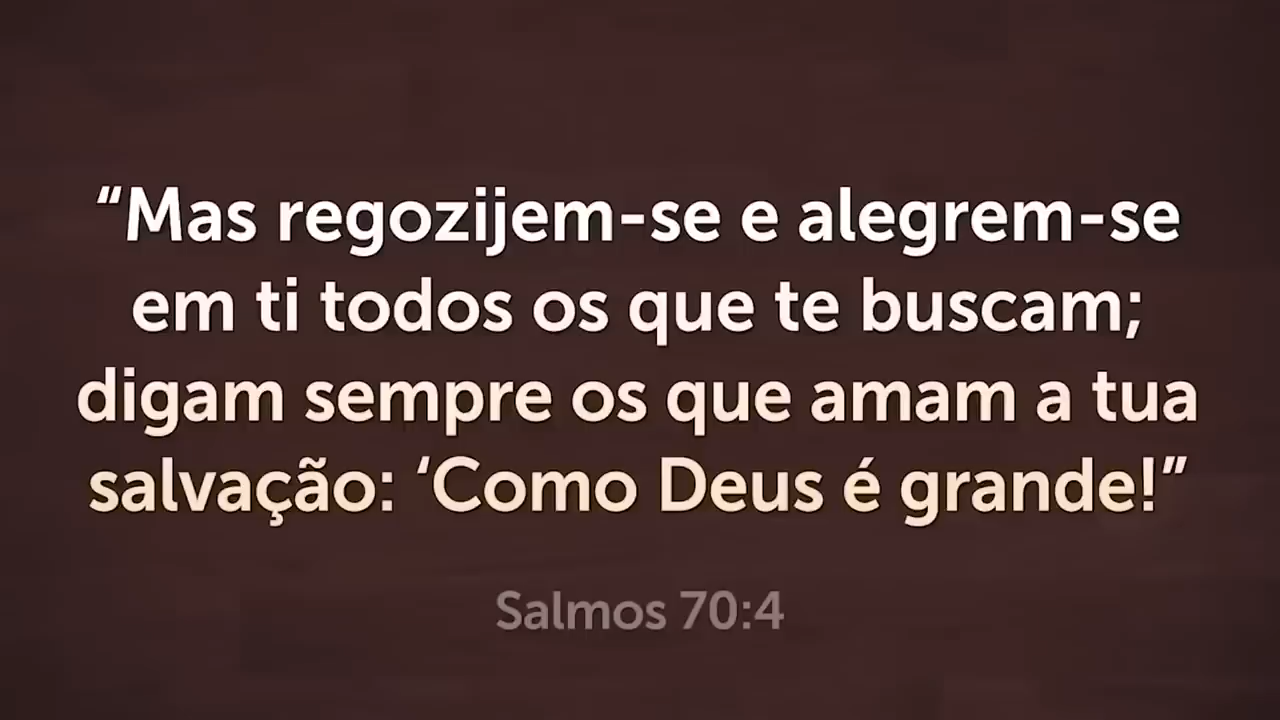 “Mas regozijem-se e alegrem-se
em ti todos os que te buscam;
digam sempre os que amam a tua
salvação: ‘Como Deus é grande!”
Salmos 70:4